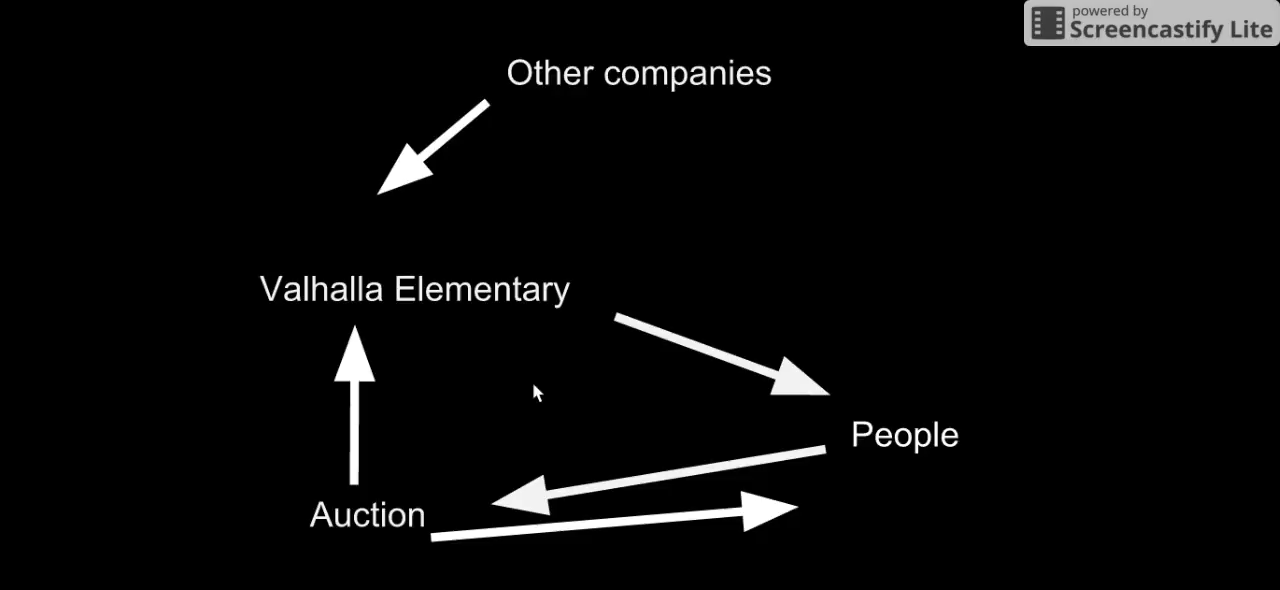 powered by
Screencastify Lite
Other companies
Valhalla Elementary
People
Auction